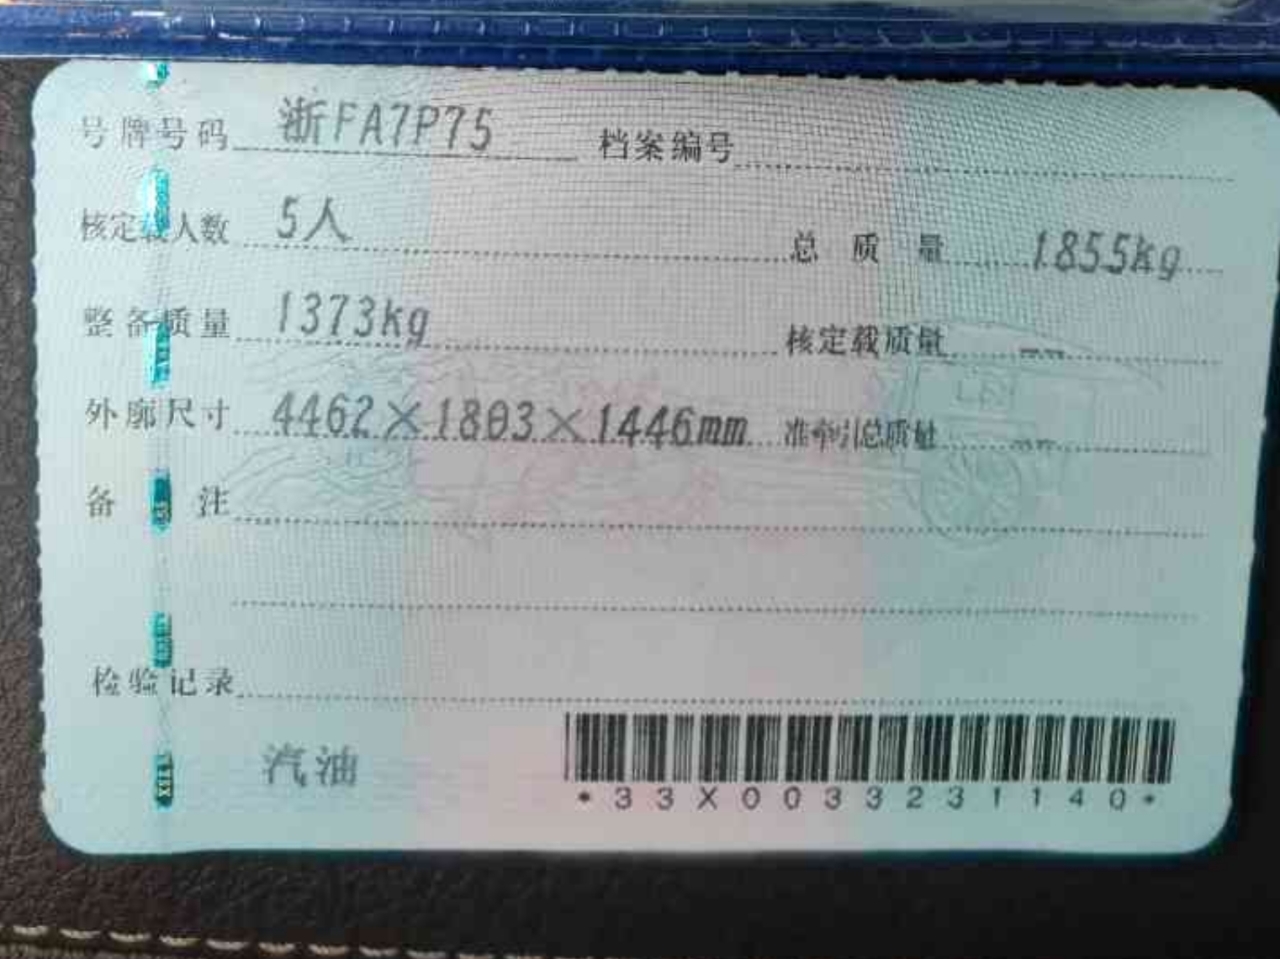 号牌号码 浙FA7P75 档案编号
核定载人数 5人 总质量 1855kg
整备质量 1373kg 核定载质量 --
外廓尺寸 4462×1803×1446mm 准牵引总质量 --
备注
检验记录
汽油
*33X0033231140*